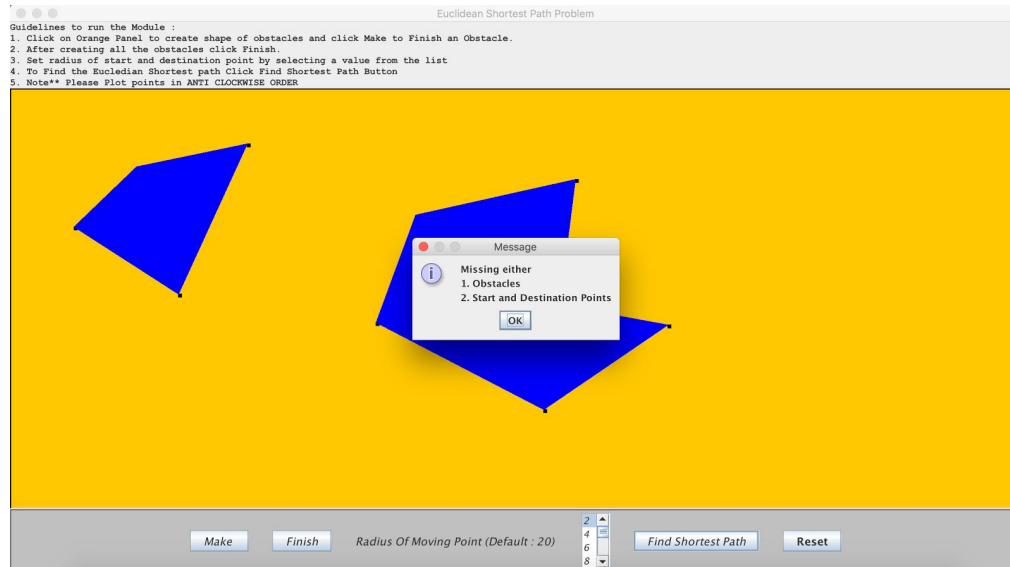 Euclidean Shortest Path Problem
Guidelines to run the Module :
1. Click on Orange Panel to create shape of obstacles and click Make to Finish an Obstacle.
2. After creating all the obstacles click Finish.
3. Set radius of start and destination point by selecting a value from the list
4. To Find the Eucledian Shortest path Click Find Shortest Path Button
5. Note** Please Plot points in ANTI CLOCKWISE ORDER
Message
i
Missing either
1. Obstacles
2. Start and Destination Points
OK
Make
Finish
Radius Of Moving Point (Default : 20)
2
4
6
8
Find Shortest Path
Reset